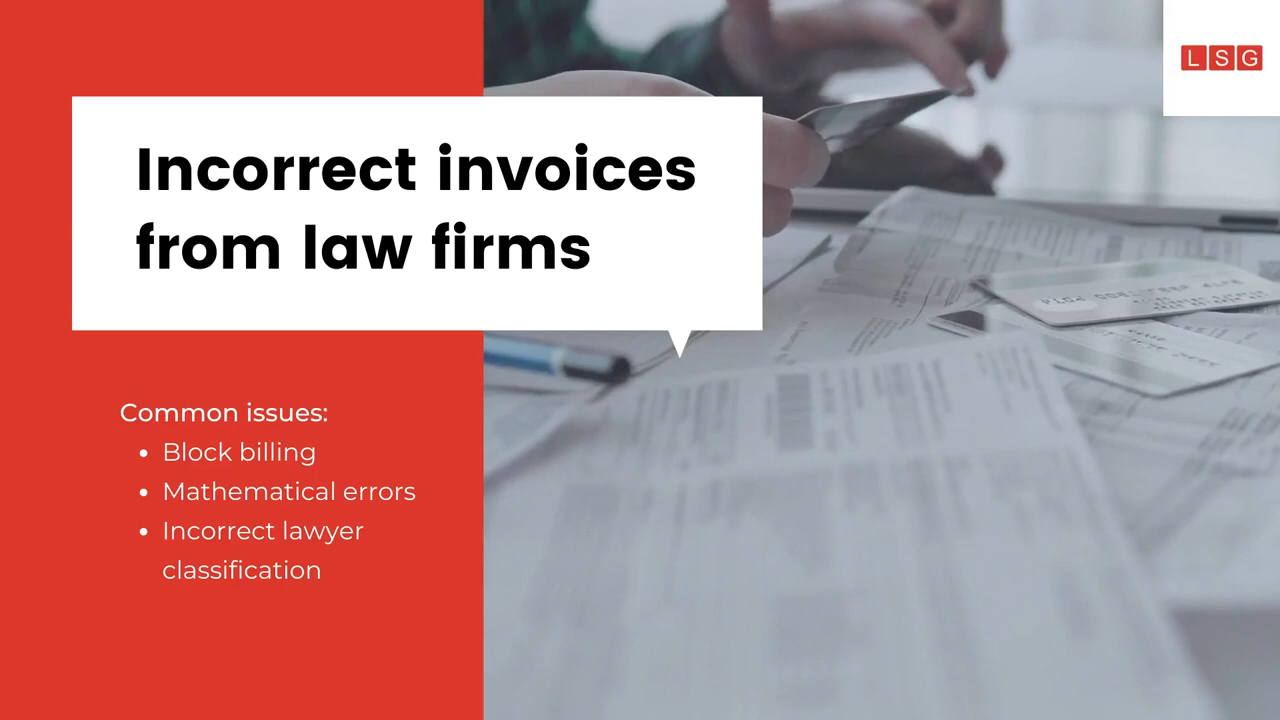 LSG
Incorrect invoices
from law firms
Common issues:
• Block billing
• Mathematical errors
• Incorrect lawyer
classification